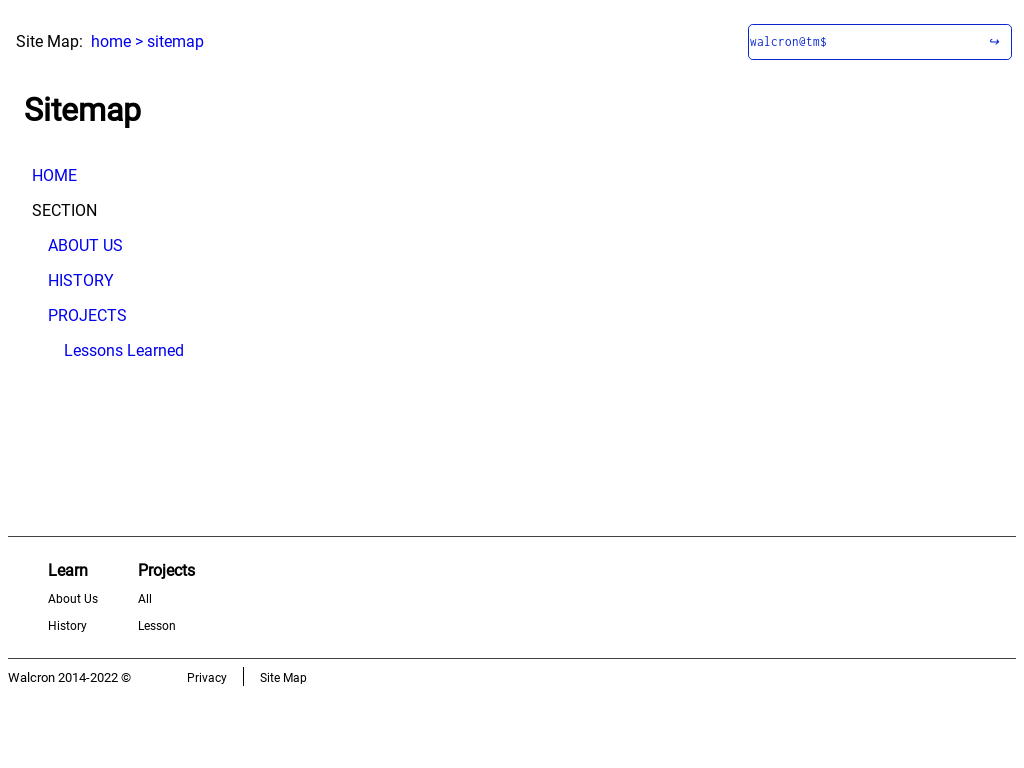 Site Map: home > sitemap
walcron@tm$ ↪
Sitemap
HOME
SECTION
ABOUT US
HISTORY
PROJECTS
Lessons Learned
Learn
About Us
History
Projects
All
Lesson
Walcron 2014-2022 © Privacy Site Map